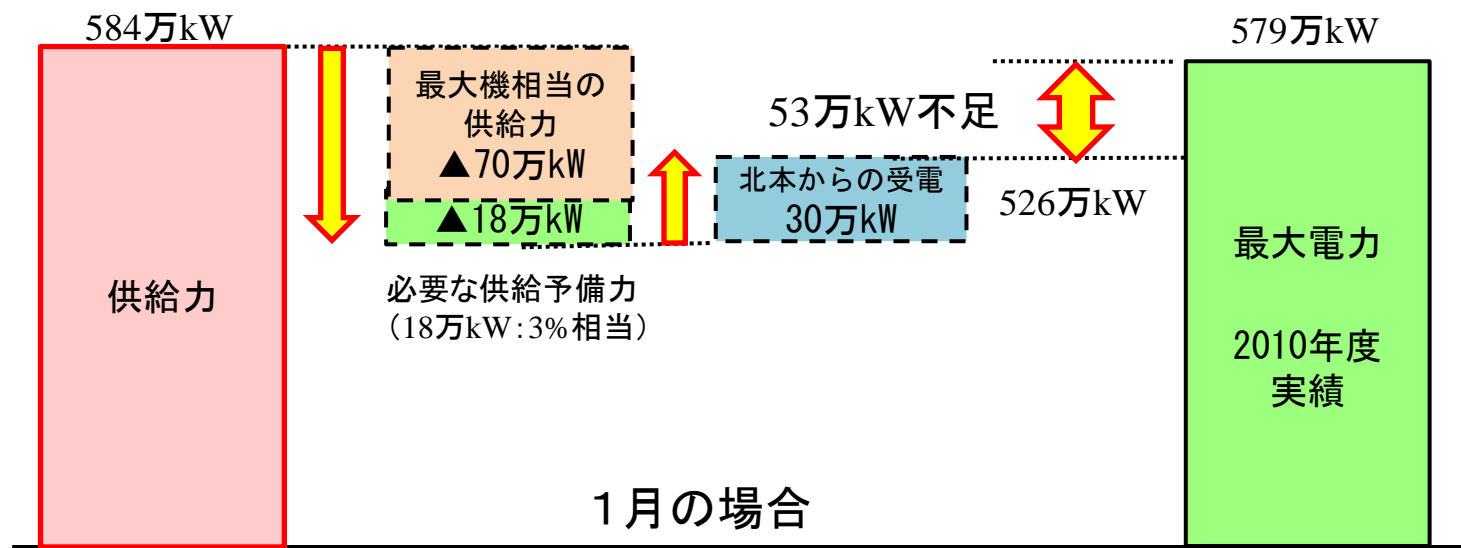 584万kW
供給力
最大機相当の
供給力
▲70万kW
▲18万kW
必要な供給予備力
(18万kW:3%相当)
北本からの受電
30万kW
53万kW不足
526万kW
579万kW
最大電力
2010年度
実績
1月の場合